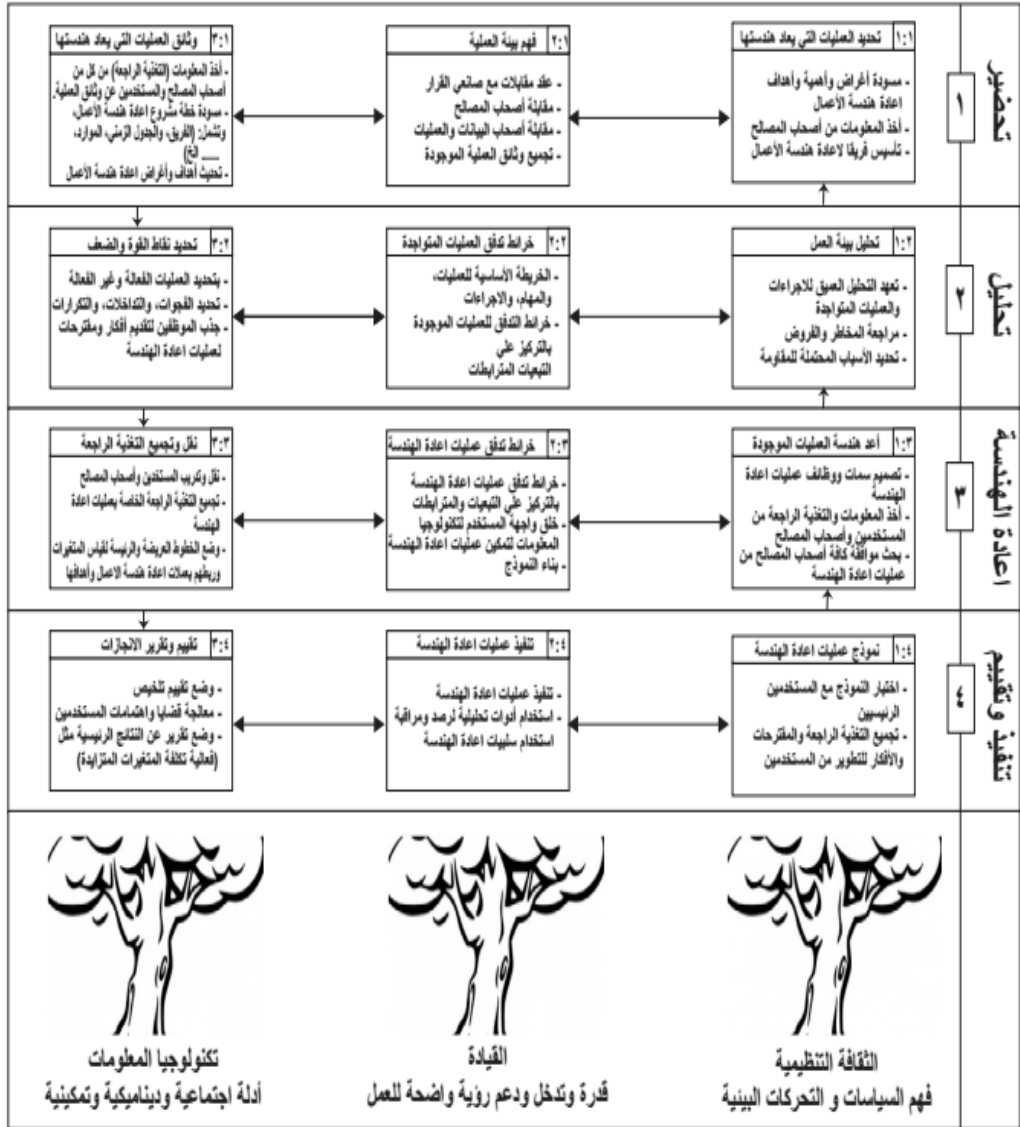 تحضير
١
١:١ تحديد العمليات التي يعاد هندستها
- مسودة أغراض وأهمية وأهداف
اعادة هندسة الأعمال
- أخذ المعلومات من أصحاب المصالح
- تأسيس فريقا لاعادة هندسة الأعمال
٢:١ فهم بيئة العملية
- عقد مقابلات مع صانعي القرار
- مقابلة أصحاب المصالح
- مقابلة أصحاب البيانات والعمليات
- تجميع وثائق العملية الموجودة
٣:١ وثائق العمليات التي يعاد هندستها
- أخذ المعلومات (التغذية الراجعة) من كل من
أصحاب المصالح والمستخدمين عن وثائق العملية.
- مسودة خطة مشروع اعادة هندسة الأعمال،
وتشمل: (الفريق، والجدول الزمني، الموارد،
.... الخ)
- تحديث أهداف وأغراض اعادة هندسة الأعمال
تحليل
٢
١:٢ تحليل بيئة العمل
- تعهد التحليل العميق للاجراءات
والعمليات المتواجدة
- مراجعة المخاطر والفروض
- تحديد الأسباب المحتملة للمقاومة
٢:٢ خرائط تدفق العمليات المتواجدة
- الخريطة الأساسية للعمليات،
والمهام، والاجراءات
- خرائط التدفق للعمليات الموجودة
بالتركيز علي
التبعيات المترابطات
٣:٢ تحديد نقاط القوة والضعف
- بتحديد العمليات الفعالة وغير الفعالة
- تحديد الفجوات، والتداخلات، والتكرارات
- جذب الموظفين لتقديم أفكار ومقترحات
لعمليات اعادة الهندسة
اعادة الهندسة
٣
١:٣ أعد هندسة العمليات الموجودة
- تصميم سمات ووظائف عمليات اعادة
الهندسة
- أخذ المعلومات والتغذية الراجعة من
المستخدمين وأصحاب المصالح
- بحث موافقة كافة أصحاب المصالح من
عمليات اعادة الهندسة
٢:٣ خرائط تدفق عمليات اعادة الهندسة
- خرائط تدفق عمليات اعادة الهندسة
بالتركيز علي التبعيات والمترابطات
- خلق واجهة المستخدم لتكنولوجيا
المعلومات لتمكين عمليات اعادة الهندسة
- بناء النموذج
٣:٣ نقل وتجميع التغذية الراجعة
- نقل وتدريب المستخدين وأصحاب المصالح
- تجميع التغذية الراجعة الخاصة بعمليات اعادة
الهندسة
- وضع الخطوط العريضة والرئيسة لقياس المتغيرات
وربطهم بعملات اعادة هندسة الاعمال وأهدافها
تنفيذ وتقييم
٤
١:٤ نموذج عمليات اعادة الهندسة
- اختيار النموذج مع المستخدمين
الرئيسيين
- تجميع التغذية الراجعة والمقترحات
والأفكار للتطوير من المستخدمين
٢:٤ تنفيذ عمليات اعادة الهندسة
- تنفيذ عمليات اعادة الهندسة
- استخدام أدوات تحليلية لرصد ومراقبة
استخدام سلبيات اعادة الهندسة
٣:٤ تقييم وتقرير الانجازات
- وضع تقييم تلخيص
- معالجة قضايا واهتمامات المستخدمين
- وضع تقرير عن النتائج الرئيسية مثل
(فعالية تكلفة المتغيرات المتزايدة)
الثقافة التنظيمية
فهم السياسات و التحركات البيئية
القيادة
قدرة وتدخل ودعم رؤية واضحة للعمل
تكنولوجيا المعلومات
أدلة اجتماعية وديناميكية وتمكينية